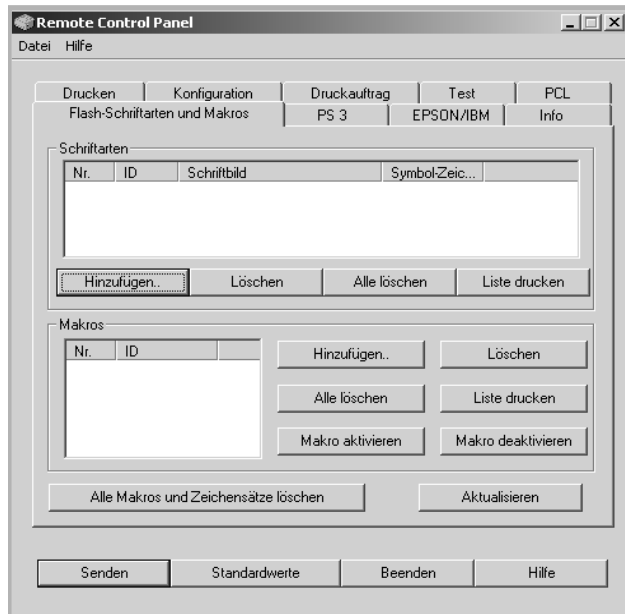 Remote Control Panel
Datei Hilfe
Drucken Konfiguration Druckauftrag Test PCL
Flash-Schriftarten und Makros PS 3 EPSON/IBM Info
Schriftarten
Nr. ID Schriftbild Symbol-Zeic...
Hinzufügen.. Löschen Alle löschen Liste drucken
Makros
Nr. ID
Hinzufügen.. Löschen
Alle löschen Liste drucken
Makro aktivieren Makro deaktivieren
Alle Makros und Zeichensätze löschen Aktualisieren
Senden Standardwerte Beenden Hilfe